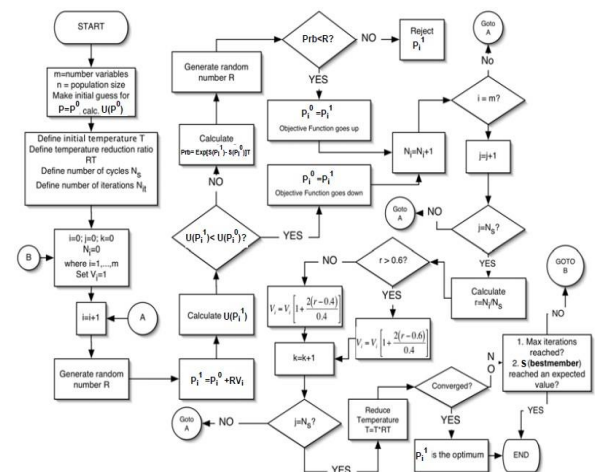 START
m=number variables
n = population size
Make initial guess for
P=P⁰, calc. U(P⁰)
Define initial temperature T
Define temperature reduction ratio
RT
Define number of cycles Nₛ
Define number of iterations Nᵢₜ
B
i=0; j=0; k=0
Nᵢ=0
where i=1,...,m
Set Vᵢ=1
i=i+1
A
Generate random
number R
Pᵢ¹=Pᵢ⁰ +RVᵢ
Calculate U(Pᵢ¹)
U(Pᵢ¹)< U(Pᵢ⁰)?
NO
YES
Calculate
Prb= Exp[S(Pᵢ¹)- S(Pᵢ⁰)]T
Generate random
number R
Prb<R?
NO
Reject
Pᵢ¹
YES
Pᵢ⁰ =Pᵢ¹
Objective Function goes up
Pᵢ⁰ =Pᵢ¹
Objective Function goes down
Nᵢ=Nᵢ+1
i = m?
No
Goto
A
j=j+1
j=Nₛ?
NO
Goto
A
YES
Calculate
r=Nᵢ/Nₛ
r > 0.6?
NO
YES
Vᵢ = Vᵢ [1+ 2(r−0.4)/0.4]
Vᵢ = Vᵢ [1+ 2(r−0.6)/0.4]
k=k+1
j=Nₛ?
NO
Goto
A
YES
Reduce
Temperature
T=T*RT
Converged?
NO
YES
Pᵢ¹ is the optimum
END
1. Max iterations
reached?
2. S(bestmember)
reached an expected
value?
NO
GOTO
B
YES